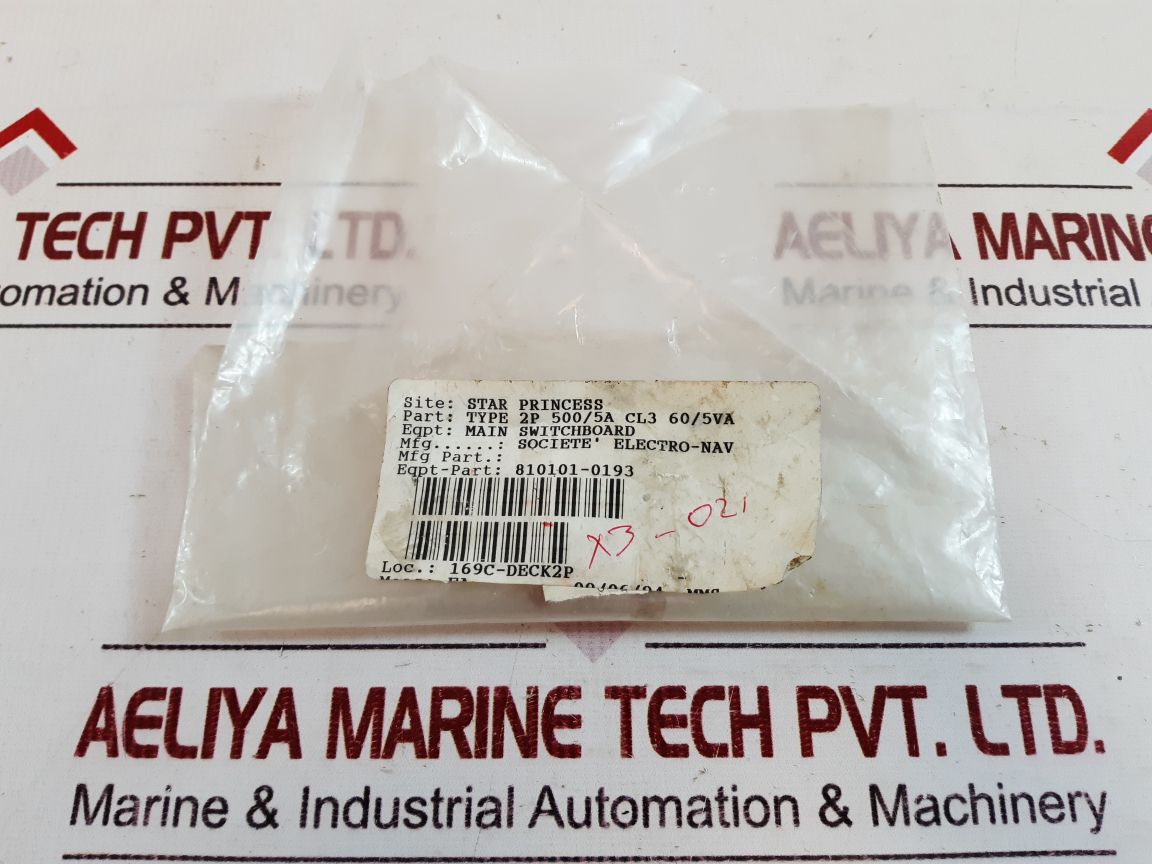 TECH PVT. LTD.
omation & Machinery
AELIYA MARINE
Marine & Industrial
Site: STAR PRINCESS
Part: TYPE 2P 500/5A CL3 60/5VA
Eqpt: MAIN SWITCHBOARD
Mfg......: SOCIETE' ELECTRO-NAV
Mfg Part.:
Eqpt-Part: 810101-0193
X3-021
Loc.: 169C-DECK2P
AELIYA MARINE TECH PVT. LTD.
Marine & Industrial Automation & Machinery